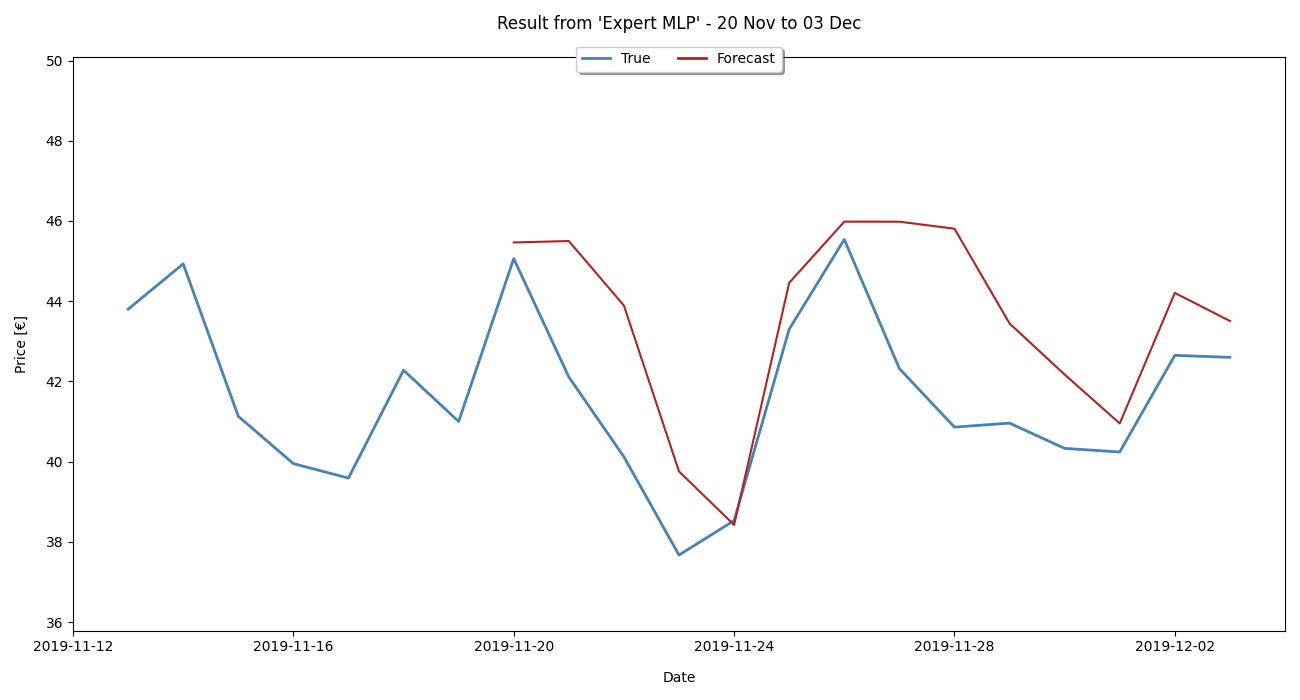 Result from 'Expert MLP' - 20 Nov to 03 Dec
True Forecast
50
48
46
44
42
40
38
36
Price [€]
2019-11-12 2019-11-16 2019-11-20 2019-11-24 2019-11-28 2019-12-02
Date